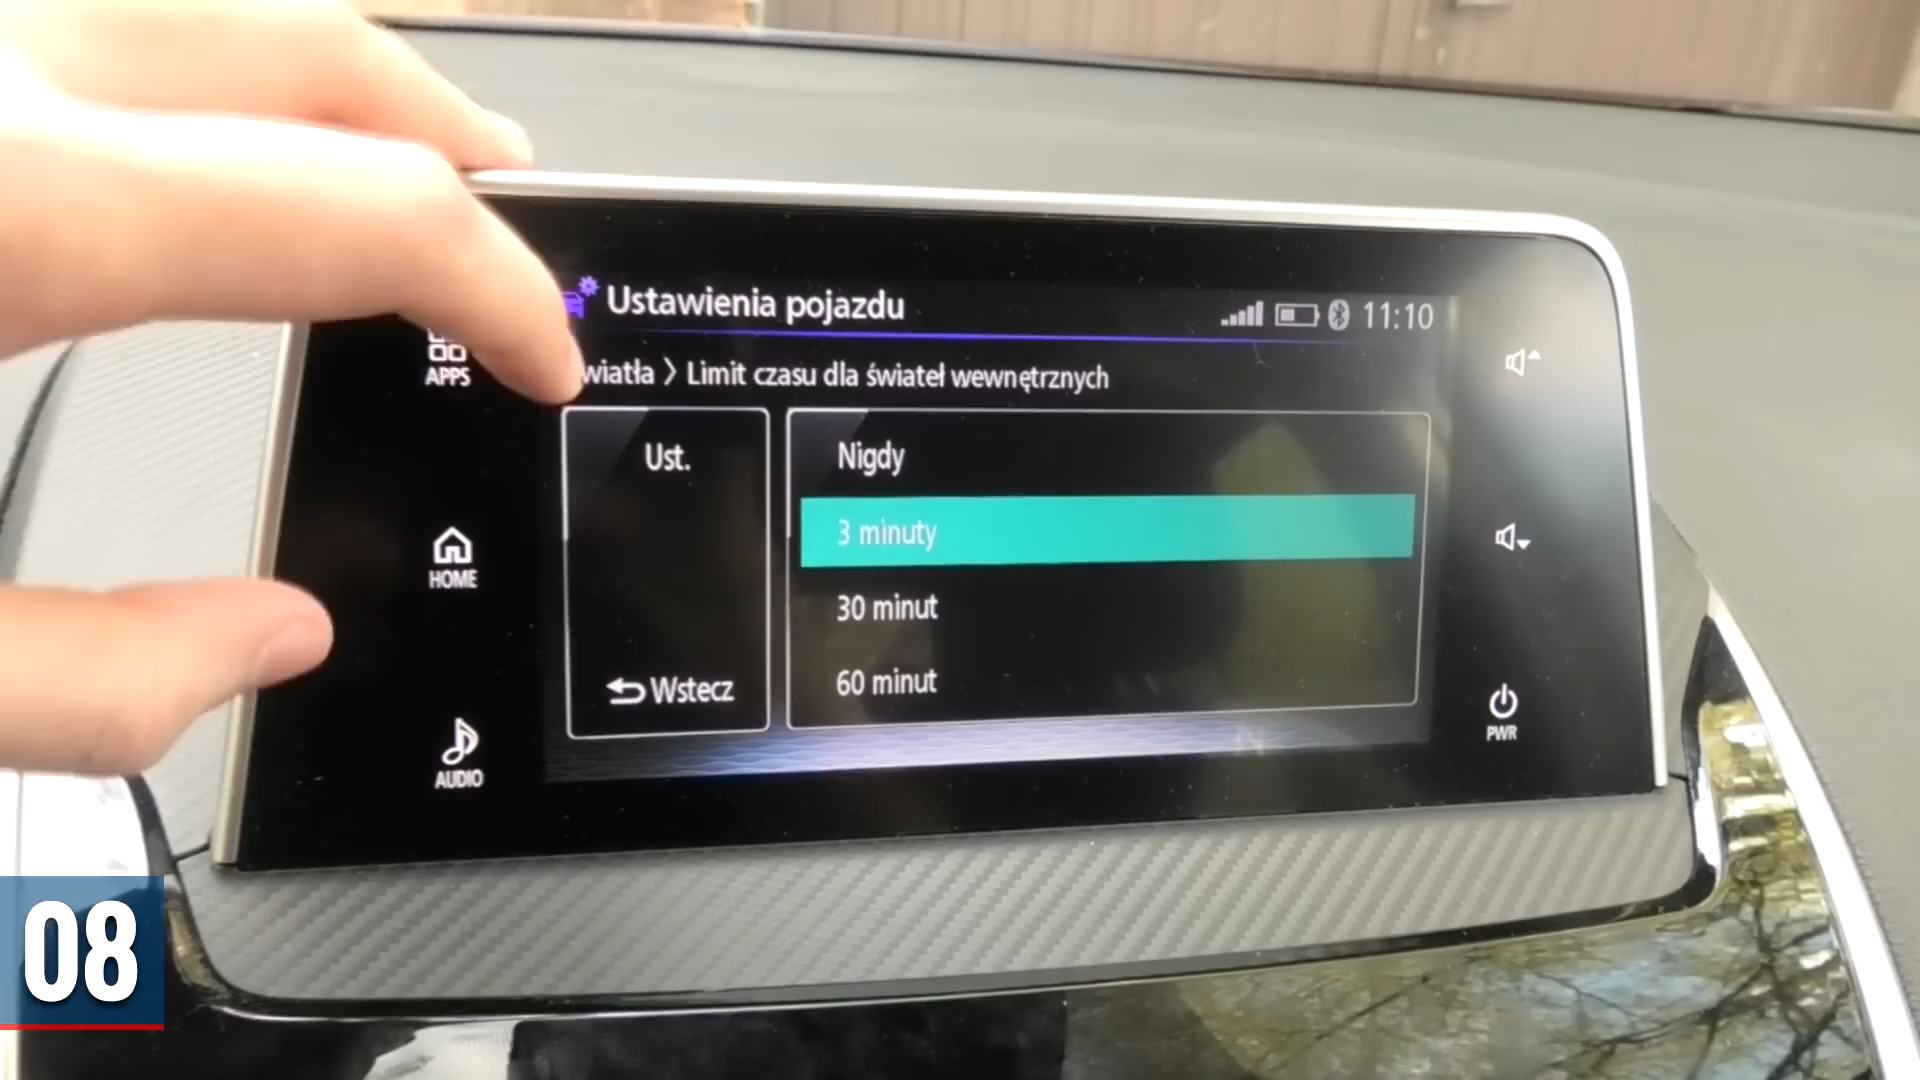 Ustawienia pojazdu
11:10
APPS
wiatła > Limit czasu dla świateł wewnętrznych
Ust.
Nigdy
3 minuty
HOME
30 minut
60 minut
Wstecz
PWR
AUDIO
08